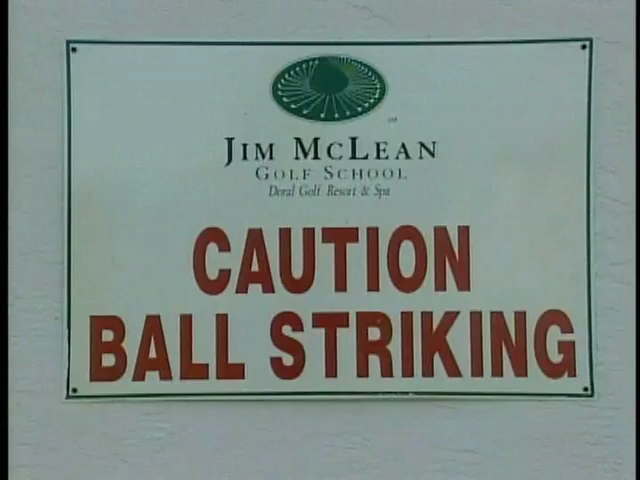 JIM MCLEAN
GOLF SCHOOL
Doral Golf Resort & Spa
CAUTION
BALL STRIKING